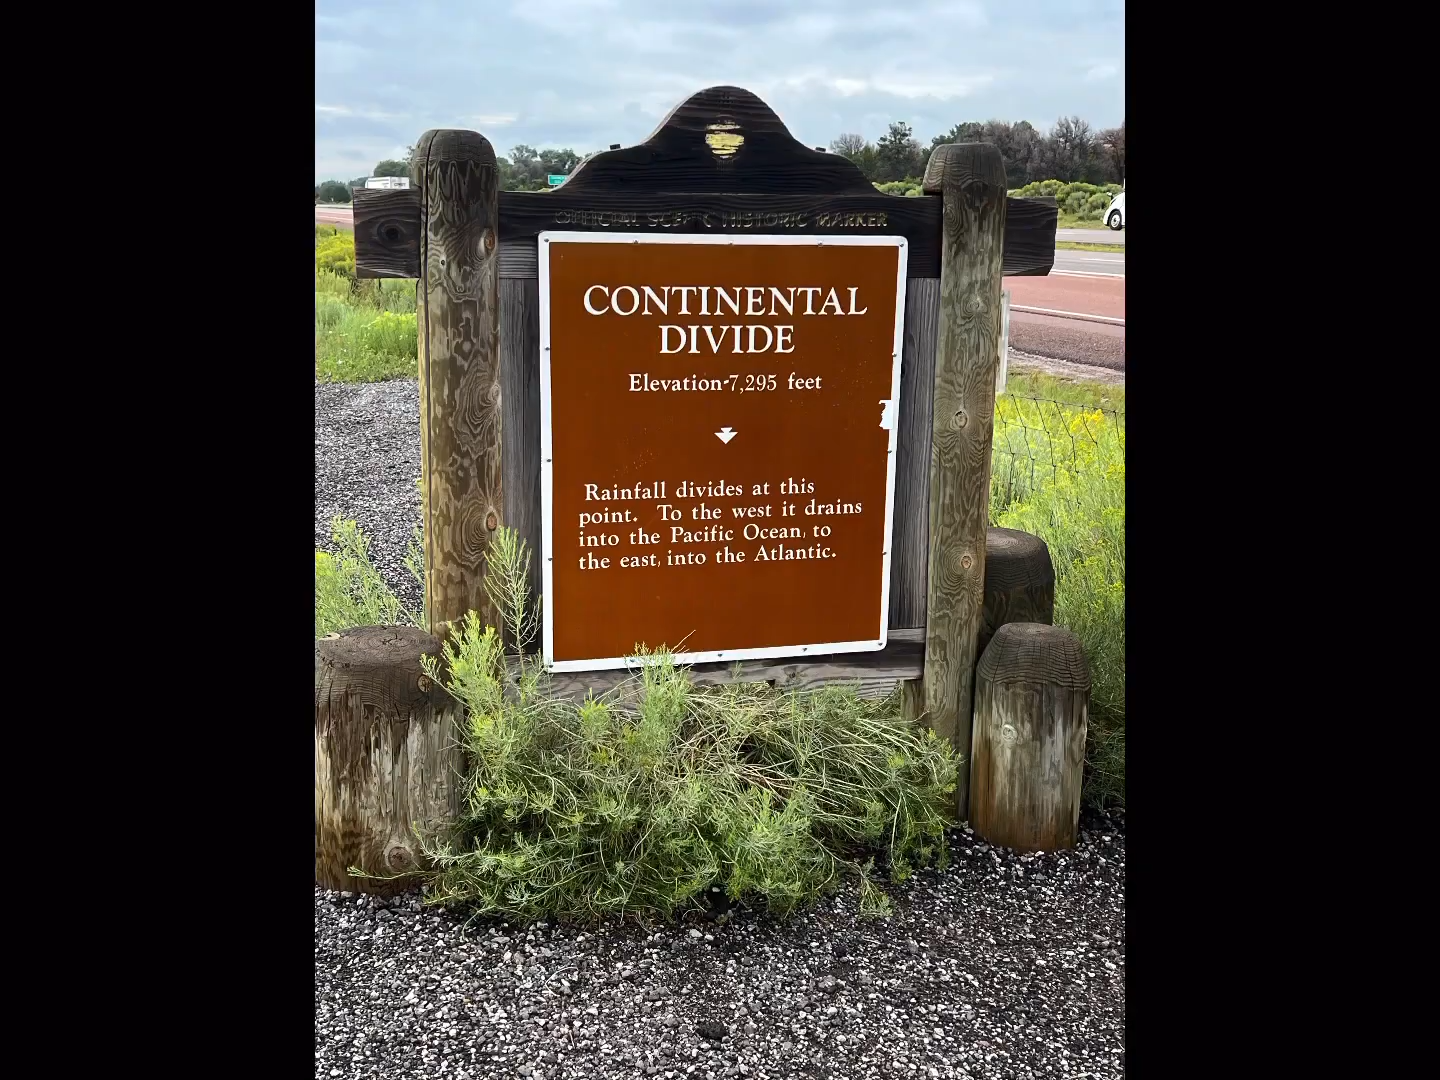 OFFICIAL SCENIC HISTORIC MARKER
CONTINENTAL
DIVIDE
Elevation-7,295 feet
Rainfall divides at this
point. To the west it drains
into the Pacific Ocean, to
the east, into the Atlantic.